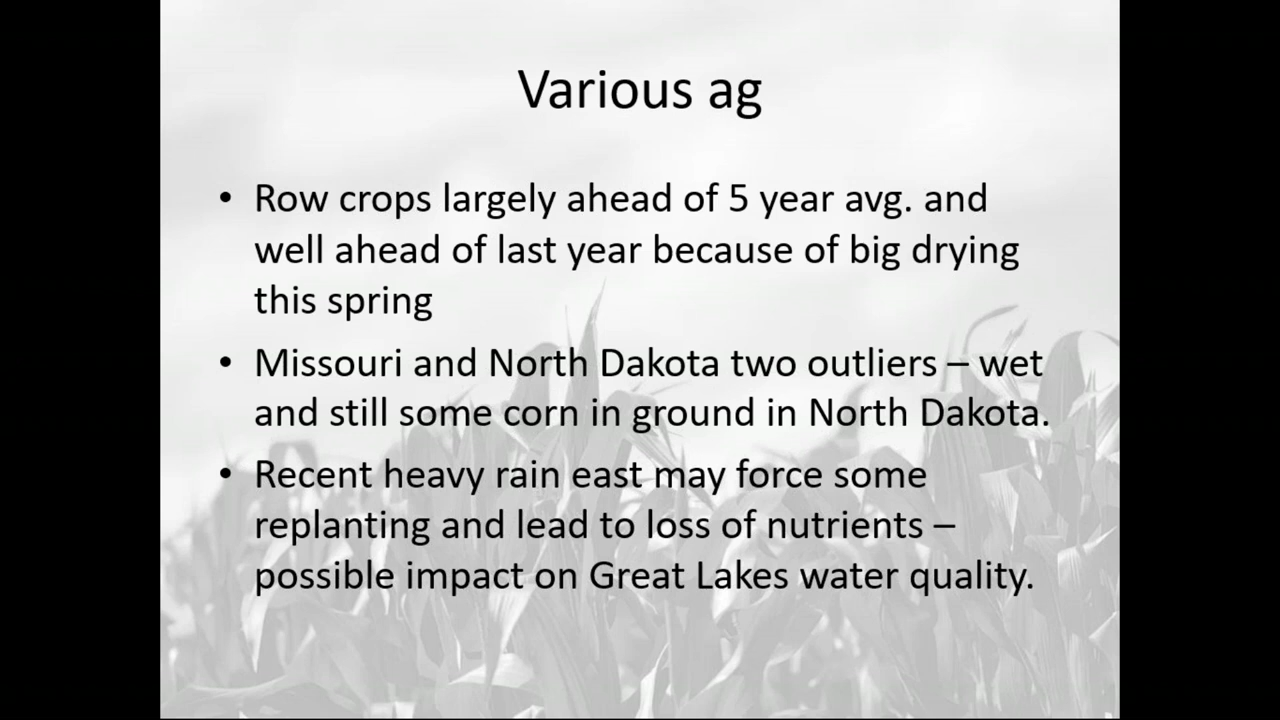 Various ag
• Row crops largely ahead of 5 year avg. and
well ahead of last year because of big drying
this spring
• Missouri and North Dakota two outliers – wet
and still some corn in ground in North Dakota.
• Recent heavy rain east may force some
replanting and lead to loss of nutrients –
possible impact on Great Lakes water quality.